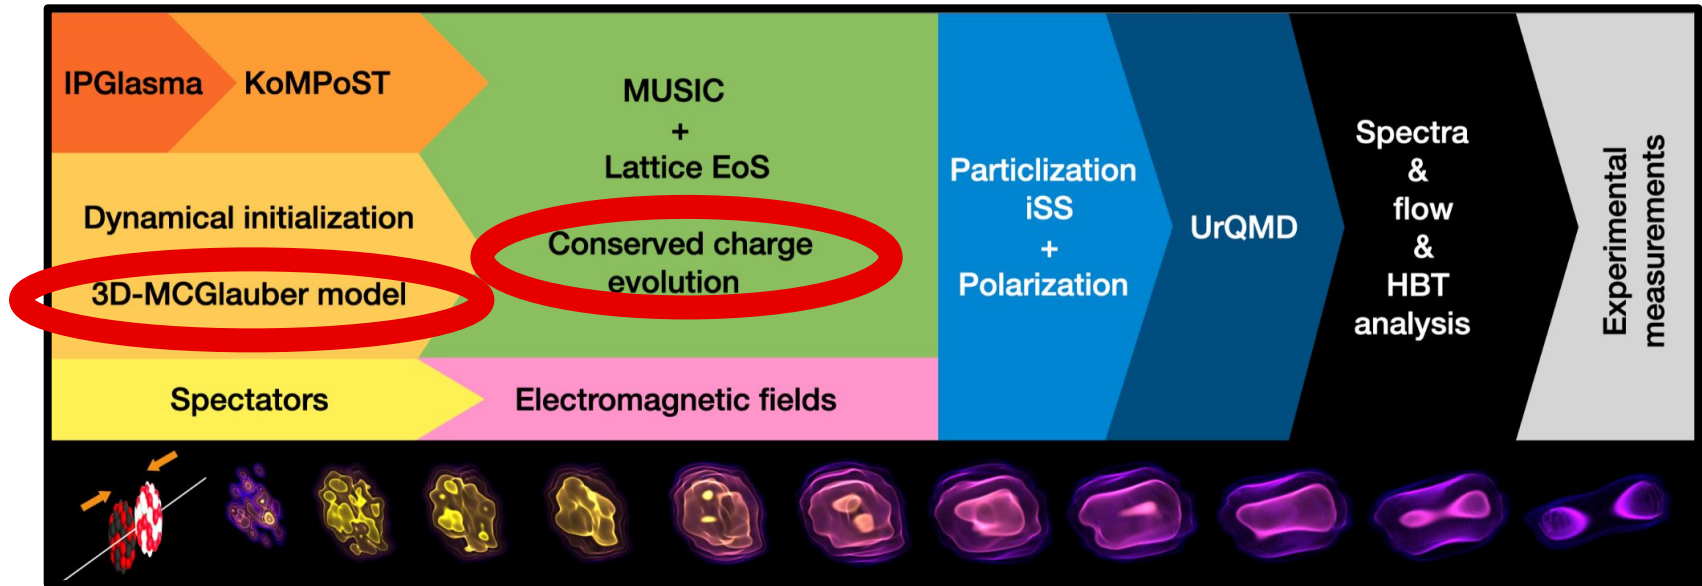 IPGlasma
KoMPoST
Dynamical initialization
3D-MCGlauber model
Spectators
MUSIC
+
Lattice EoS
Conserved charge
evolution
Electromagnetic fields
Particlization
iSS
+
Polarization
UrQMD
Spectra
&
flow
&
HBT
analysis
Experimental
measurements